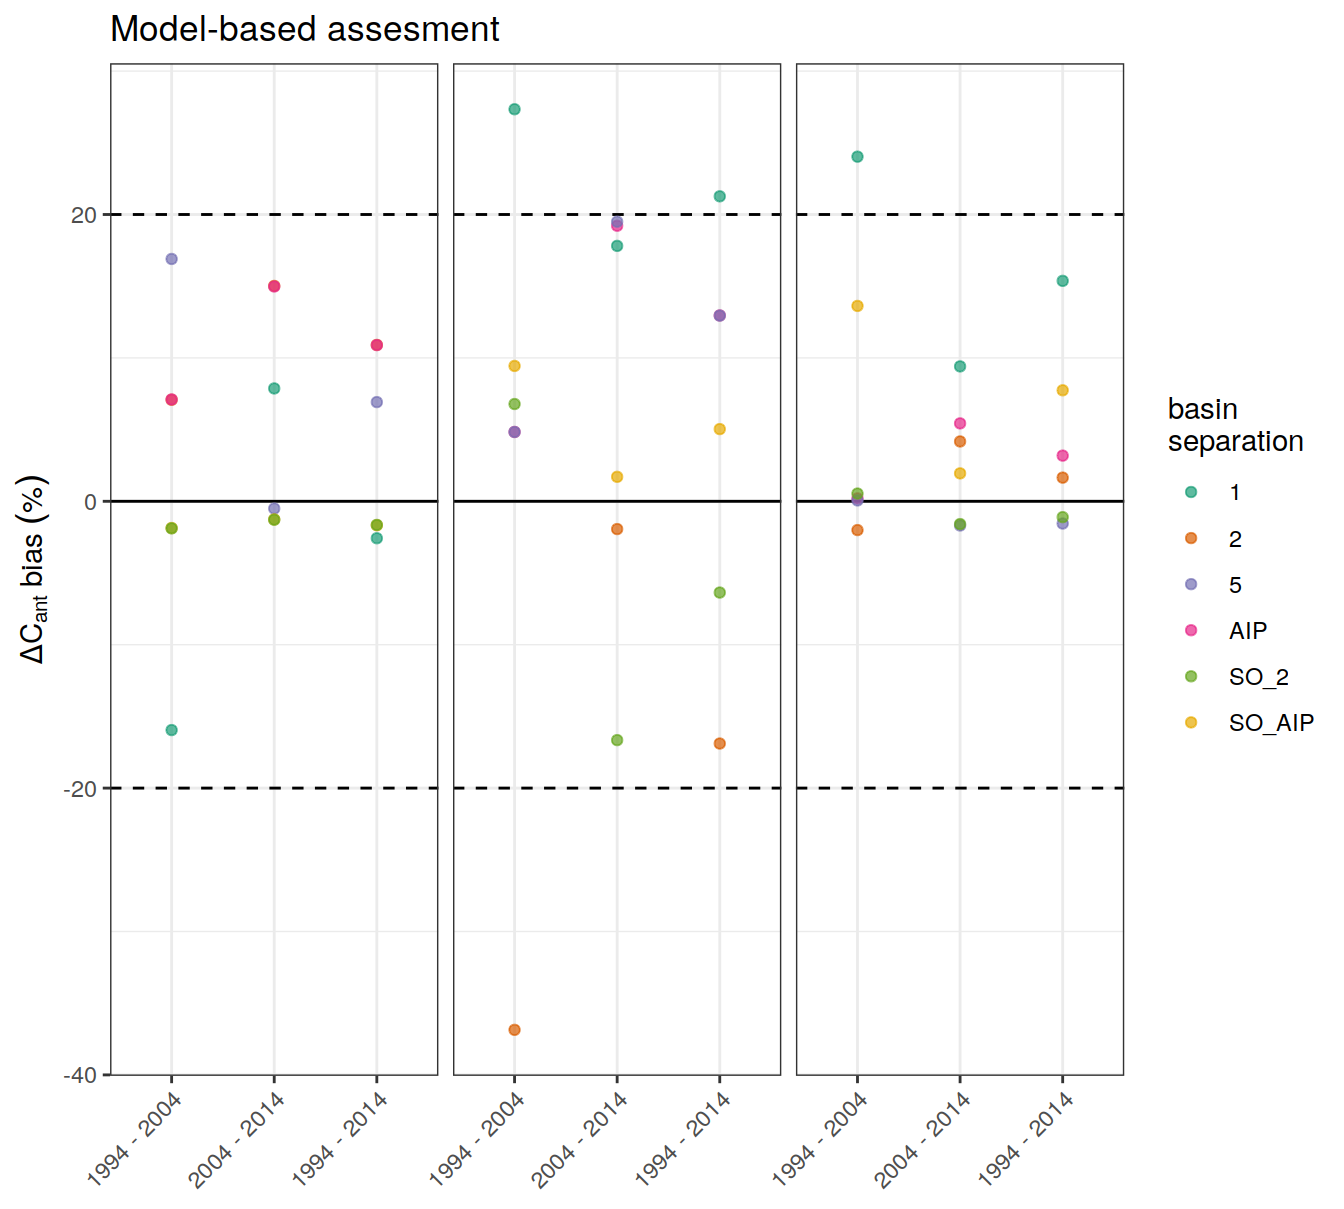 Model-based assesment
ΔCant bias (%)
20
0
-20
-40
1994 - 2004
2004 - 2014
1994 - 2014
1994 - 2004
2004 - 2014
1994 - 2014
1994 - 2004
2004 - 2014
1994 - 2014
basin
separation
1
2
5
AIP
SO_2
SO_AIP